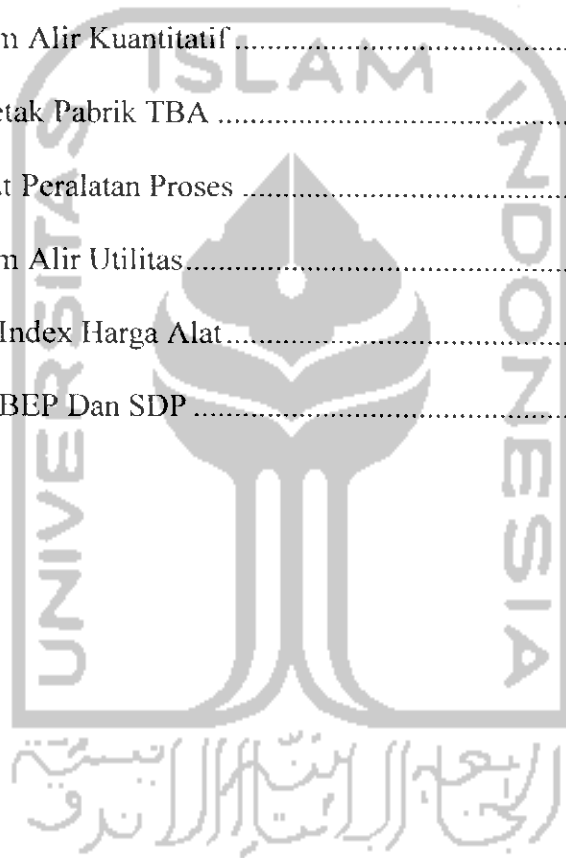 m Alir Kuantitatif ........................................
etak Pabrik TBA ..........................................
t Peralatan Proses ........................................
m Alir Utilitas...............................................
Index Harga Alat..........................................
BEP Dan SDP .............................................
UNIVERSITAS
ISLAM
INDONESIA